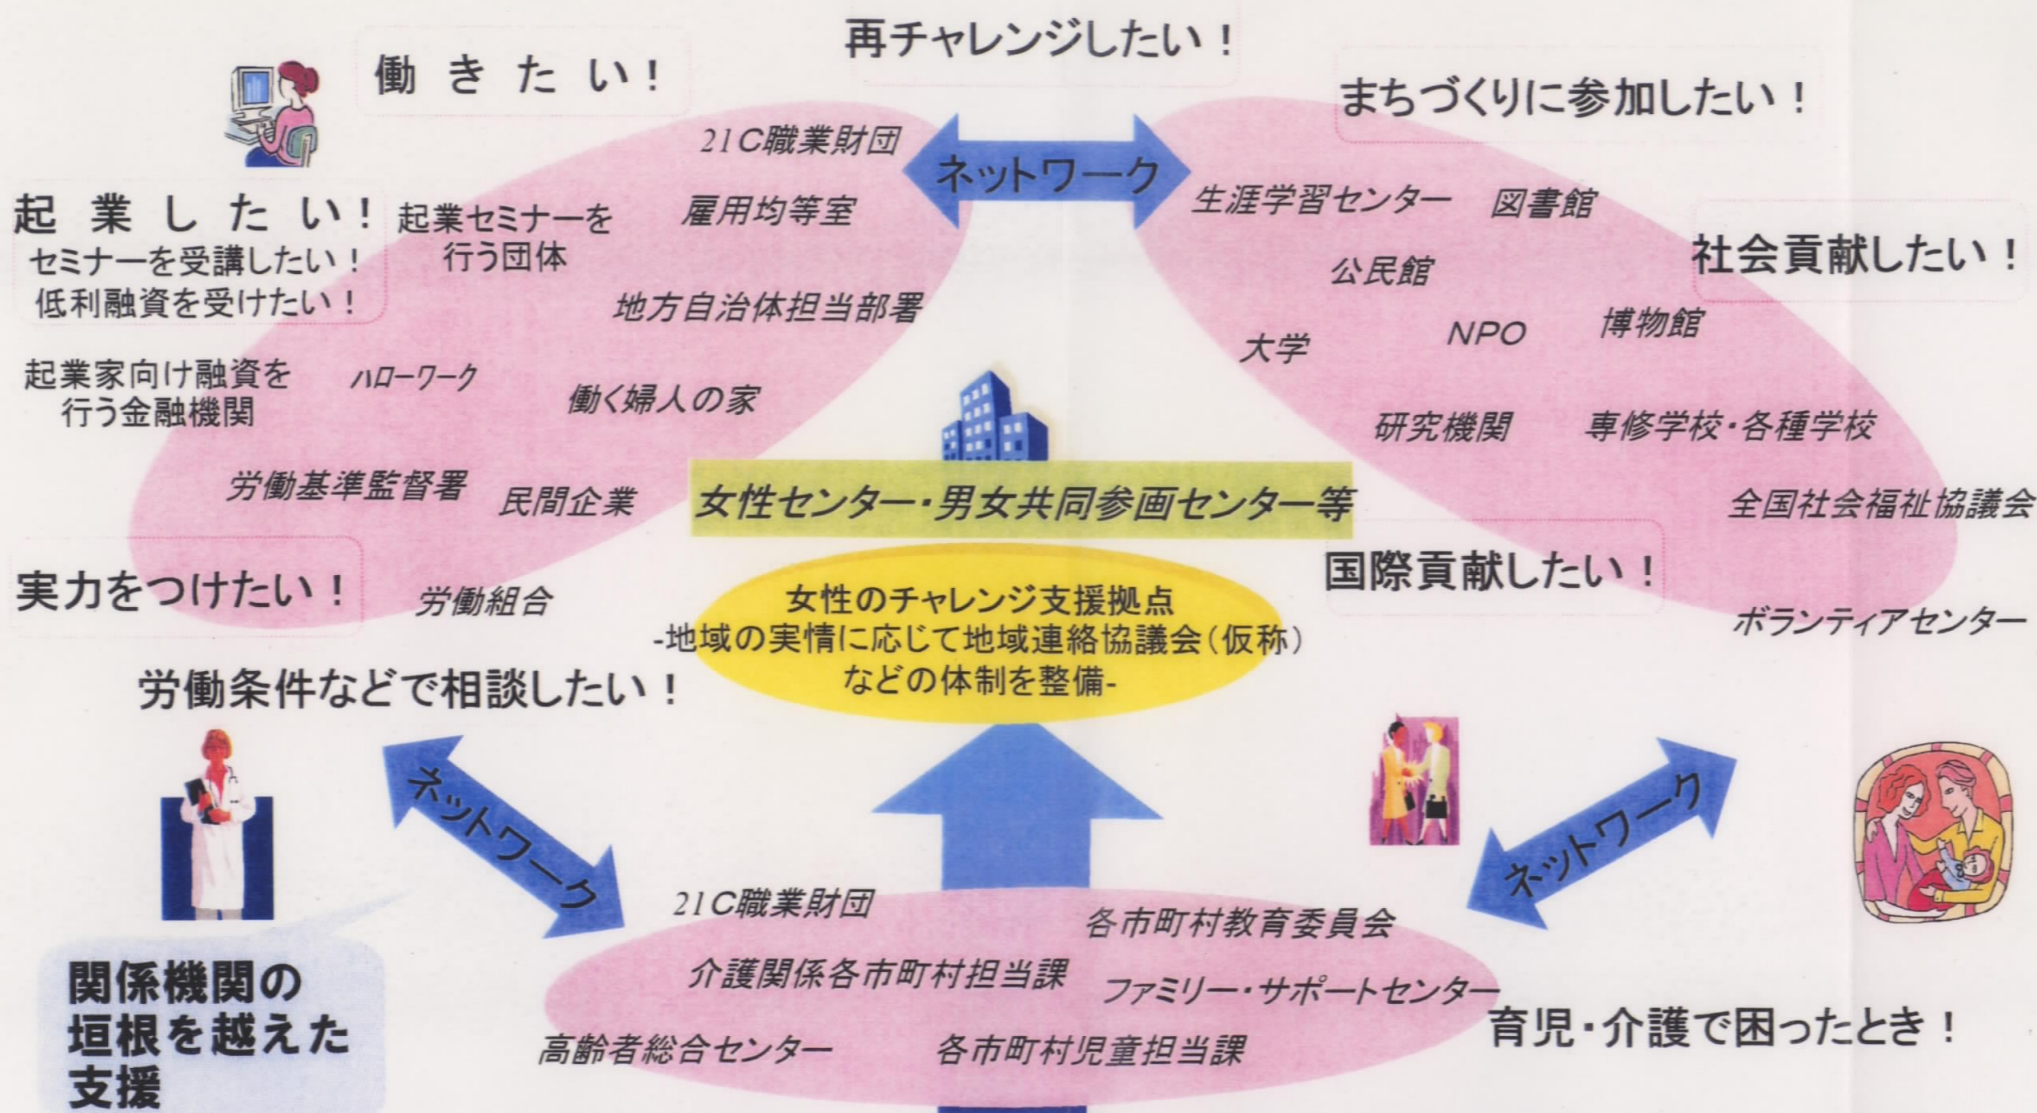 再チャレンジしたい！
働きたい！
まちづくりに参加したい！
21C職業財団
ネットワーク
起業したい！
セミナーを受講したい！
低利融資を受けたい！
起業セミナーを
行う団体
雇用均等室
生涯学習センター
図書館
社会貢献したい！
公民館
地方自治体担当部署
大学
NPO
博物館
起業家向け融資を
行う金融機関
ハローワーク
働く婦人の家
研究機関
専修学校・各種学校
労働基準監督署
民間企業
女性センター・男女共同参画センター等
全国社会福祉協議会
実力をつけたい！
労働組合
女性のチャレンジ支援拠点
-地域の実情に応じて地域連絡協議会（仮称）
などの体制を整備-
国際貢献したい！
ボランティアセンター
労働条件などで相談したい！
ネットワーク
ネットワーク
21C職業財団
各市町村教育委員会
介護関係各市町村担当課
ファミリー・サポートセンター
高齢者総合センター
各市町村児童担当課
育児・介護で困ったとき！
関係機関の
垣根を越えた
支援